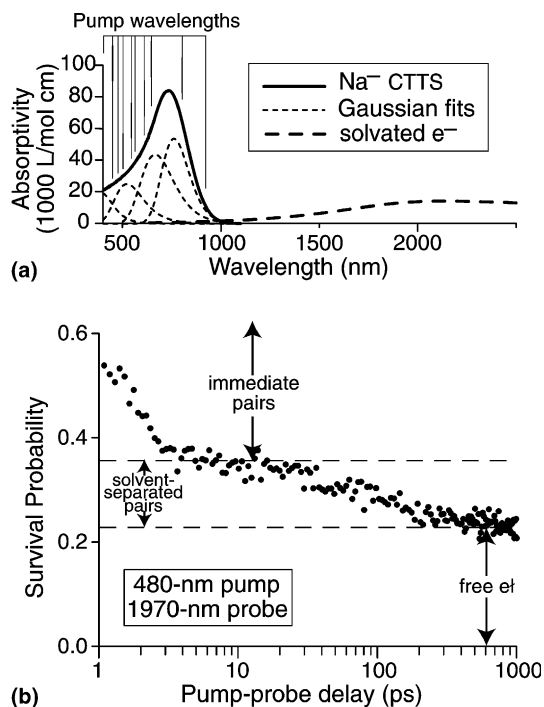 Pump wavelengths
100
80
60
40
20
0
Absorptivity
(1000 L/mol cm)
Na⁻ CTTS
Gaussian fits
solvated e⁻
500
1000
1500
2000
Wavelength (nm)
(a)
0.6
0.4
0.2
0.0
Survival Probability
immediate
pairs
solvent-
separated
pairs
free eł
480-nm pump
1970-nm probe
1
10
100
1000
Pump-probe delay (ps)
(b)